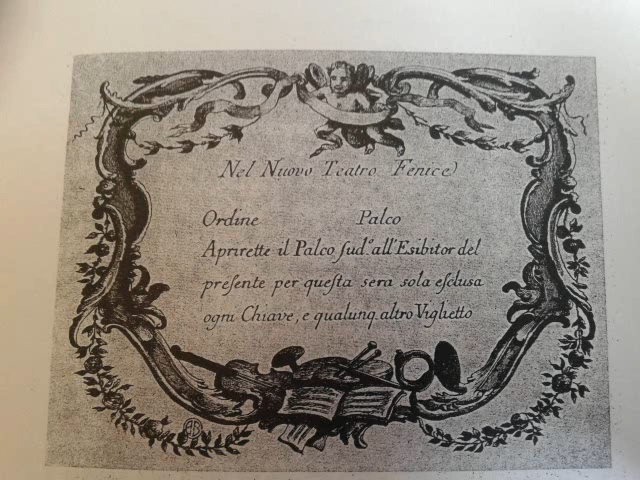 Nel Nuovo Teatro Fenice
Ordine Palco
Aprirette il Palco ſud.º all'Esibitor del
preſente per queſta sera sola eſcluſa
ogni Chiave, e qualunq. altro Viglietto